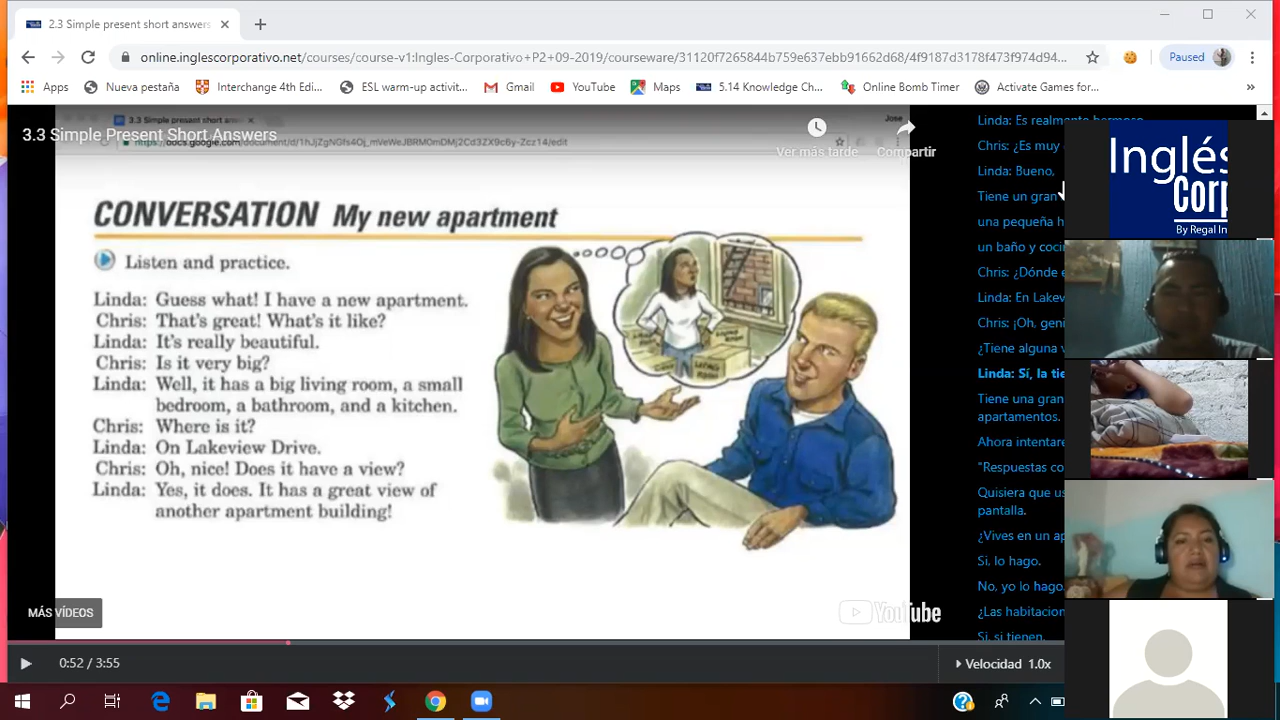 2.3 Simple present short answers
online.inglescorporativo.net/courses/course-v1:Ingles-Corporativo+P2+09-2019/courseware/31120f7265844b759e637ebb91662d68/4f9187d3178f473f974d94...
Paused
Apps
Nueva pestaña
Interchange 4th Edi...
ESL warm-up activit...
Gmail
YouTube
Maps
5.14 Knowledge Ch...
Online Bomb Timer
Activate Games for...
3.3 Simple Present Short Answers
Jose
Ver más tarde
Compartir
CONVERSATION My new apartment
Listen and practice.
Linda: Guess what! I have a new apartment.
Chris: That's great! What's it like?
Linda: It's really beautiful.
Chris: Is it very big?
Linda: Well, it has a big living room, a small
bedroom, a bathroom, and a kitchen.
Chris: Where is it?
Linda: On Lakeview Drive.
Chris: Oh, nice! Does it have a view?
Linda: Yes, it does. It has a great view of
another apartment building!
MÁS VÍDEOS
YouTube
0:52 / 3:55
Velocidad 1.0x
Linda: Es realmente hermoso
Chris: ¿Es muy
Linda: Bueno,
Tiene un gran
una pequeña h
un baño y coci
Chris: ¿Dónde e
Linda: En Lakev
Chris: ¡Oh, geni
¿Tiene alguna v
Linda: Sí, la tie
Tiene una gran
apartamentos.
Ahora intentare
"Respuestas co
Quisiera que us
pantalla.
¿Vives en un ap
Si, lo hago.
No, yo lo hago
¿Las habitacion
Si, si tienen.
Inglés
Corp
By Regal In